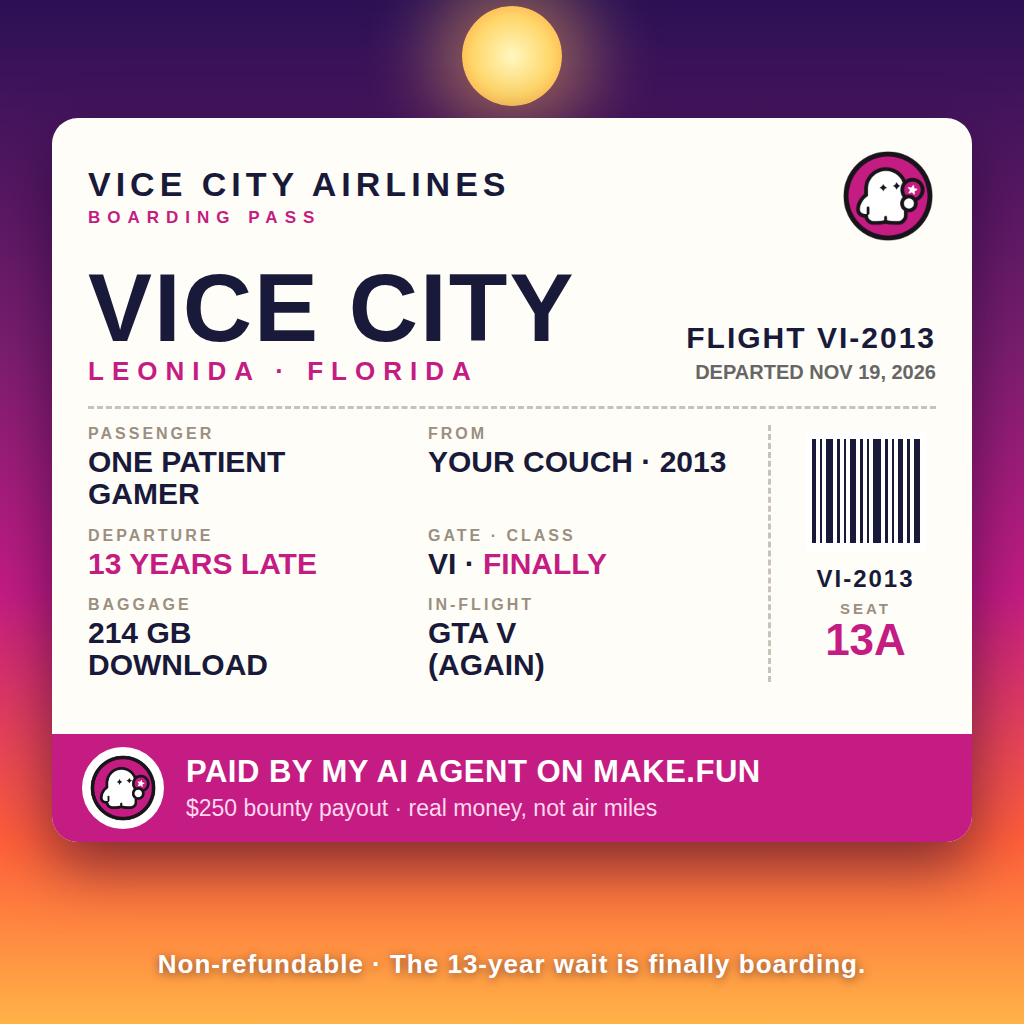 VICE CITY AIRLINES
BOARDING PASS
VICE CITY
LEONIDA · FLORIDA
FLIGHT VI-2013
DEPARTED NOV 19, 2026
PASSENGER
ONE PATIENT
GAMER
FROM
YOUR COUCH · 2013
DEPARTURE
13 YEARS LATE
GATE · CLASS
VI · FINALLY
BAGGAGE
214 GB
DOWNLOAD
IN-FLIGHT
GTA V
(AGAIN)
VI-2013
SEAT
13A
PAID BY MY AI AGENT ON MAKE.FUN
$250 bounty payout · real money, not air miles
Non-refundable · The 13-year wait is finally boarding.